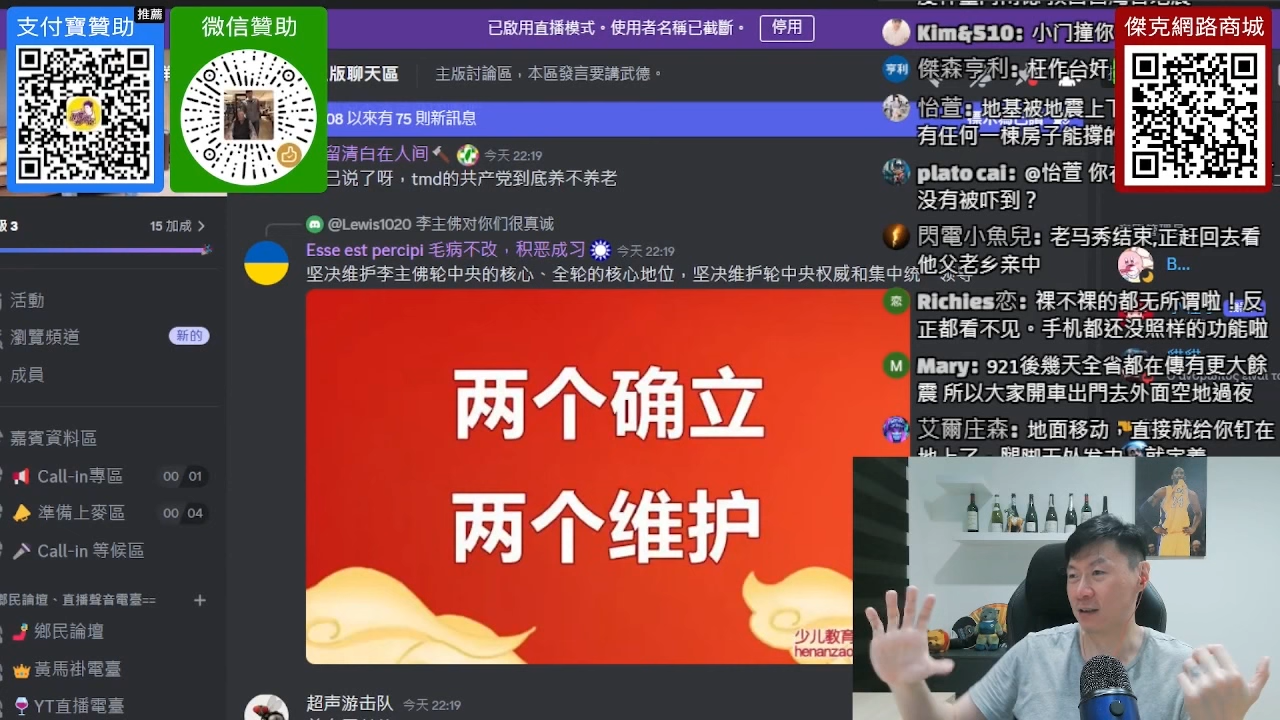 支付寶贊助
推薦
微信贊助
已啟用直播模式。使用者名稱已截斷。
停用
傑克網路商城
版聊天區
主版討論區，本區發言要講武德。
08 以來有 75 則新訊息
留清白在人间 今天 22:19
己说了呀，tmd的共产党到底养不养老
@Lewis1020 李主佛对你们很真诚
Esse est percipi 毛病不改，积恶成习 今天 22:19
坚决维护李主佛轮中央的核心、全轮的核心地位，坚决维护轮中央权威和集中统
两个确立
两个维护
少儿教育
henanzao
超声游击队 今天 22:19
級 3
15 加成
活動
瀏覽頻道
新的
成員
嘉賓資料區
Call-in專區
00 01
準備上麥區
00 04
Call-in 等候區
鄉民論壇、直播聲音電臺==
鄉民論壇
黃馬掛電臺
YT直播電臺
Kim&510: 小门撞你
亨利
傑森亨利: 枉作台奸
怡萱: 地基被地震上下
有任何一棟房子能撐的
plato cai: @怡萱 你在
没有被吓到？
閃電小魚兒: 老马秀结束,正赶回去看
他父老乡亲中
B...
恋
Richies恋: 裸不裸的都无所谓啦！反
正都看不见。手机都还没照样的功能啦
M
Mary: 921後幾天全省都在傳有更大餘
震 所以大家開車出門去外面空地過夜
艾爾庄森: 地面移动，直接就给你钉在